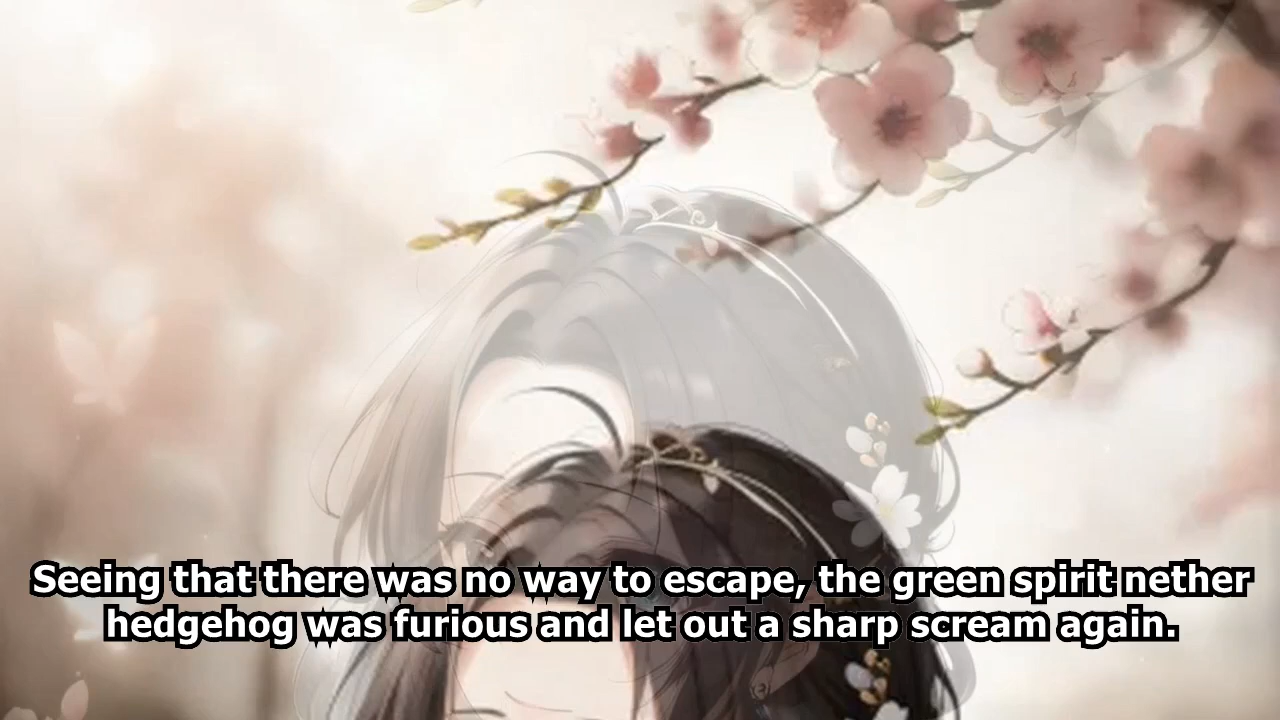 Seeing that there was no way to escape, the green spirit nether
hedgehog was furious and let out a sharp scream again.